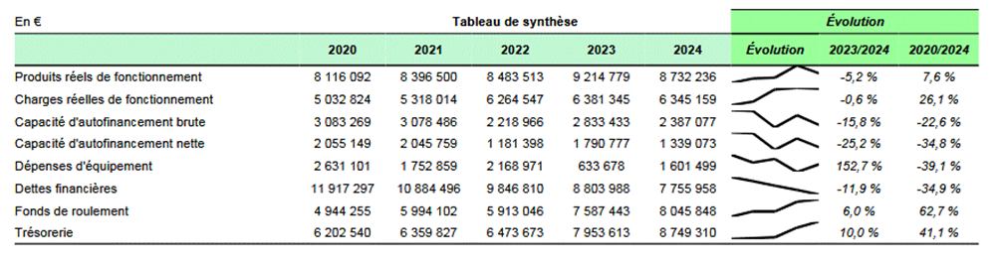 En € Tableau de synthèse Évolution
2020 2021 2022 2023 2024 Évolution 2023/2024 2020/2024
Produits réels de fonctionnement 8 116 092 8 396 500 8 483 513 9 214 779 8 732 236 -5,2 % 7,6 %
Charges réelles de fonctionnement 5 032 824 5 318 014 6 264 547 6 381 345 6 345 159 -0,6 % 26,1 %
Capacité d'autofinancement brute 3 083 269 3 078 486 2 218 966 2 833 433 2 387 077 -15,8 % -22,6 %
Capacité d'autofinancement nette 2 055 149 2 045 759 1 181 398 1 790 777 1 339 073 -25,2 % -34,8 %
Dépenses d'équipement 2 631 101 1 752 859 2 168 971 633 678 1 601 499 152,7 % -39,1 %
Dettes financières 11 917 297 10 884 496 9 846 810 8 803 988 7 755 958 -11,9 % -34,9 %
Fonds de roulement 4 944 255 5 994 102 5 913 046 7 587 443 8 045 848 6,0 % 62,7 %
Trésorerie 6 202 540 6 359 827 6 473 673 7 953 613 8 749 310 10,0 % 41,1 %